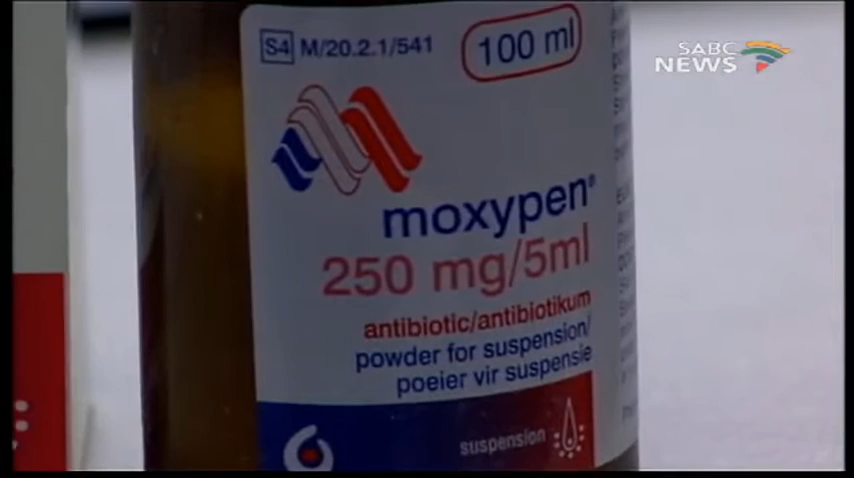 S4 M/20.2.1/541
100 ml
SABC
NEWS
moxypen®
250 mg/5ml
antibiotic/antibiotikum
powder for suspension/
poeier vir suspensie
suspension